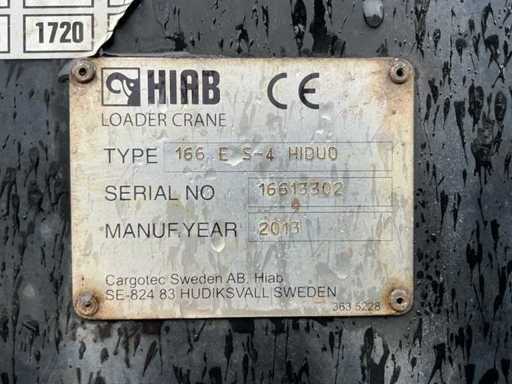 1720
HIAB CE
LOADER CRANE
TYPE 166 E S-4 HIDUO
SERIAL NO 16613302
MANUF.YEAR 2013
Cargotec Sweden AB, Hiab
SE-824 83 HUDIKSVALL SWEDEN
363 5228